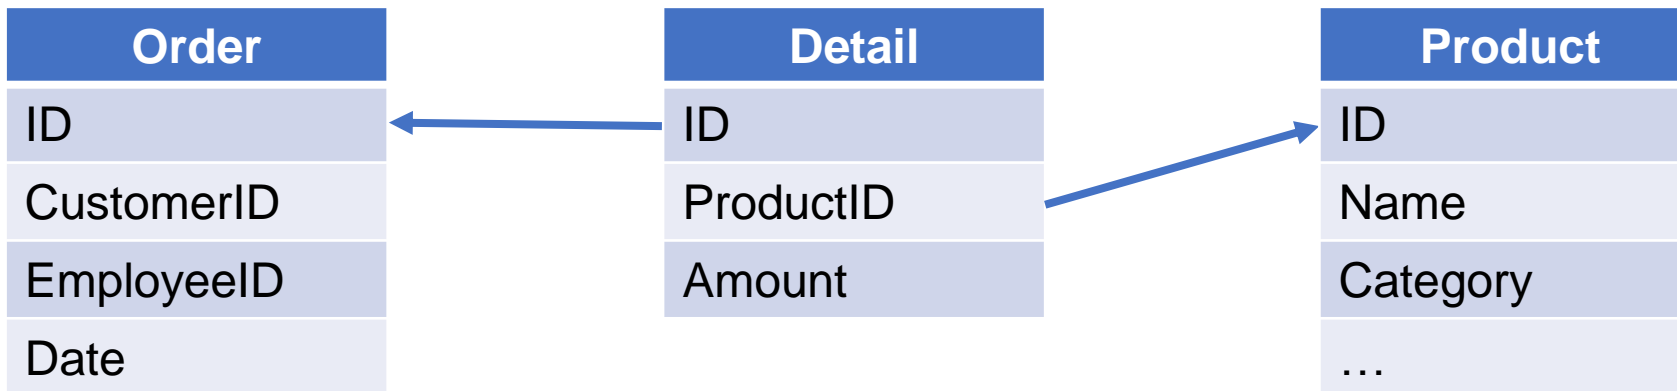 Order
ID
CustomerID
EmployeeID
Date
Detail
ID
ProductID
Amount
Product
ID
Name
Category
…